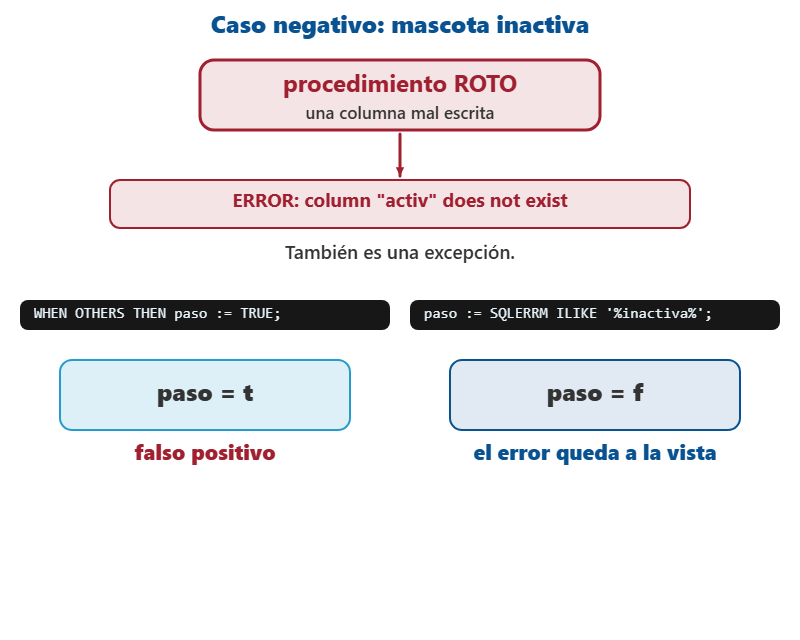 Caso negativo: mascota inactiva
procedimiento ROTO
una columna mal escrita
ERROR: column "activ" does not exist
También es una excepción.
WHEN OTHERS THEN paso := TRUE;
paso := SQLERRM ILIKE '%inactiva%';
paso = t
paso = f
falso positivo
el error queda a la vista